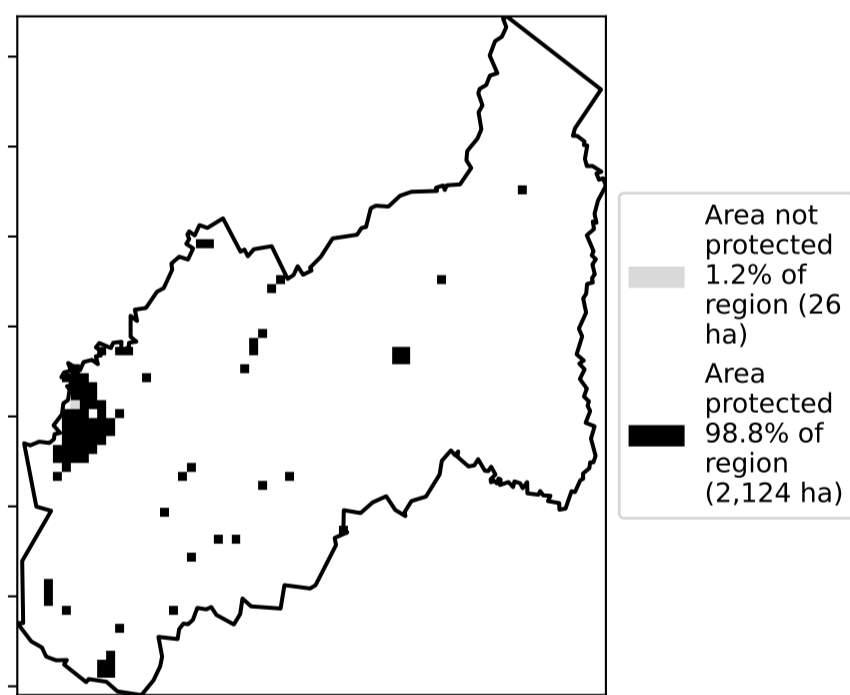 Area not
protected
1.2% of
region (26
ha)
Area
protected
98.8% of
region
(2,124 ha)